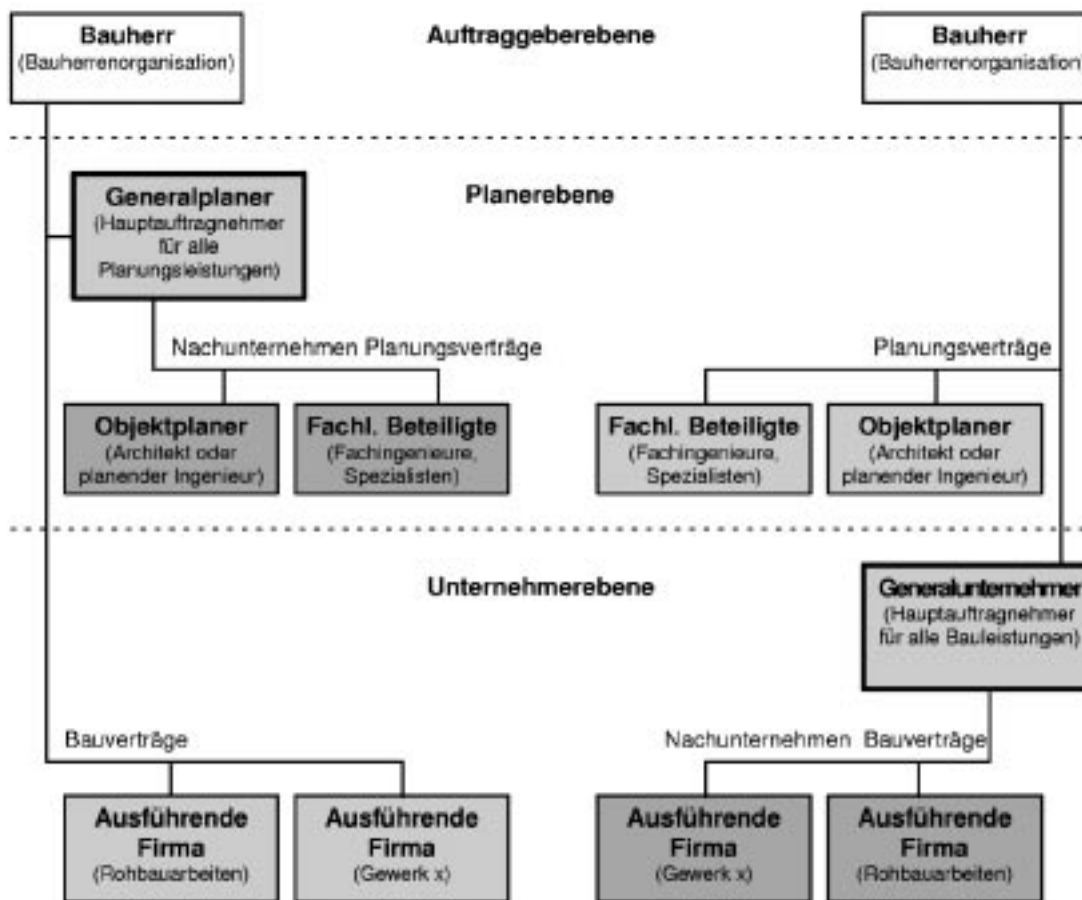 Bauherr
(Bauherrenorganisation)
Auftraggeberebene
Bauherr
(Bauherrenorganisation)
Generalplaner
(Hauptauftragnehmer
für alle
Planungsleistungen)
Planerebene
Nachunternehmen Planungsverträge
Planungsverträge
Objektplaner
(Architekt oder
planender Ingenieur)
Fachl. Beteiligte
(Fachingenieure,
Spezialisten)
Fachl. Beteiligte
(Fachingenieure,
Spezialisten)
Objektplaner
(Architekt oder
planender Ingenieur)
Unternehmerebene
Generalunternehmer
(Hauptauftragnehmer
für alle Bauleistungen)
Bauverträge
Nachunternehmen Bauverträge
Ausführende
Firma
(Rohbauarbeiten)
Ausführende
Firma
(Gewerk x)
Ausführende
Firma
(Gewerk x)
Ausführende
Firma
(Rohbauarbeiten)